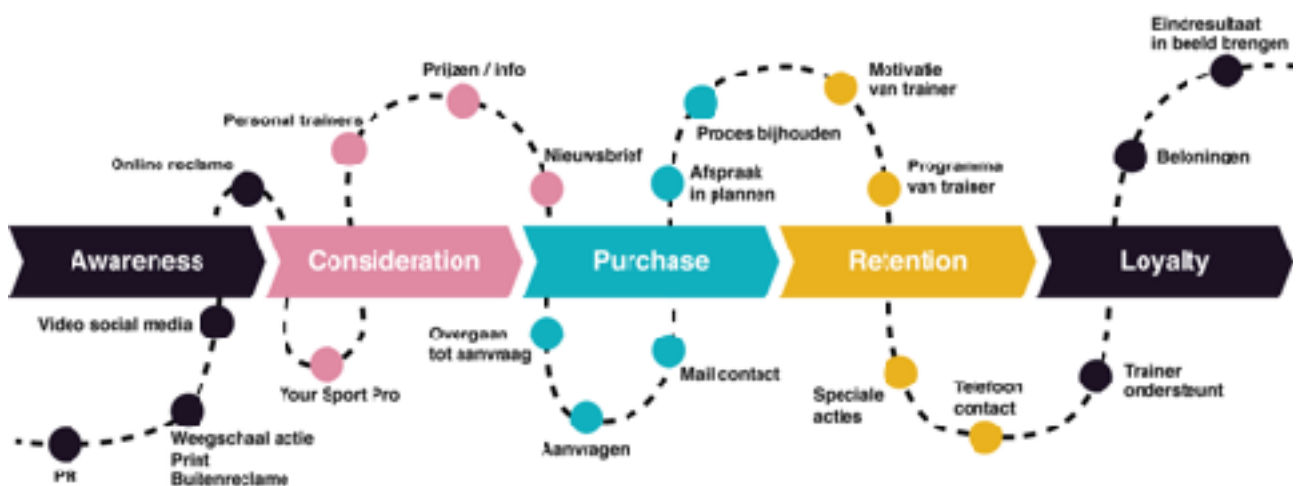 Eindresultaat
in beeld brengen
Prijzen / info
Motivatie
van trainer
Personal trainers
Proces bijhouden
Online reclame
Nieuwsbrief
Afspraak
in plannen
Programma
van trainer
Beloningen
Awareness
Consideration
Purchase
Retention
Loyalty
Video social media
Overgaan
tot aanvraag
Mail contact
Your Sport Pro
Speciale
acties
Telefoon
contact
Trainer
ondersteunt
Weegschaal actie
Print
Buitenreclame
Aanvragen
PR